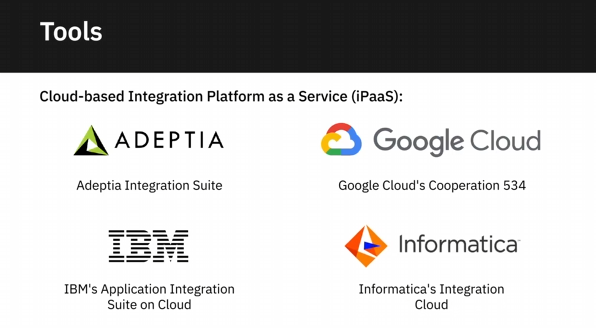 Tools
Cloud-based Integration Platform as a Service (iPaaS):
ADEPTIA
Google Cloud
Adeptia Integration Suite
Google Cloud's Cooperation 534
IBM
Informatica
IBM's Application Integration
Suite on Cloud
Informatica's Integration
Cloud